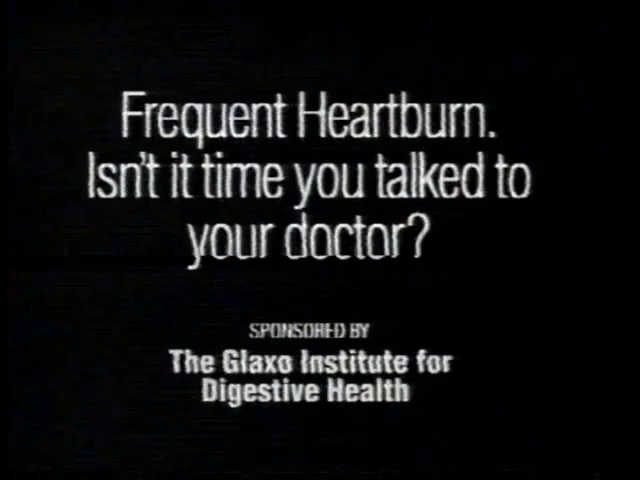 Frequent Heartburn.
Isn't it time you talked to
your doctor?
SPONSORED BY
The Glaxo Institute for
Digestive Health